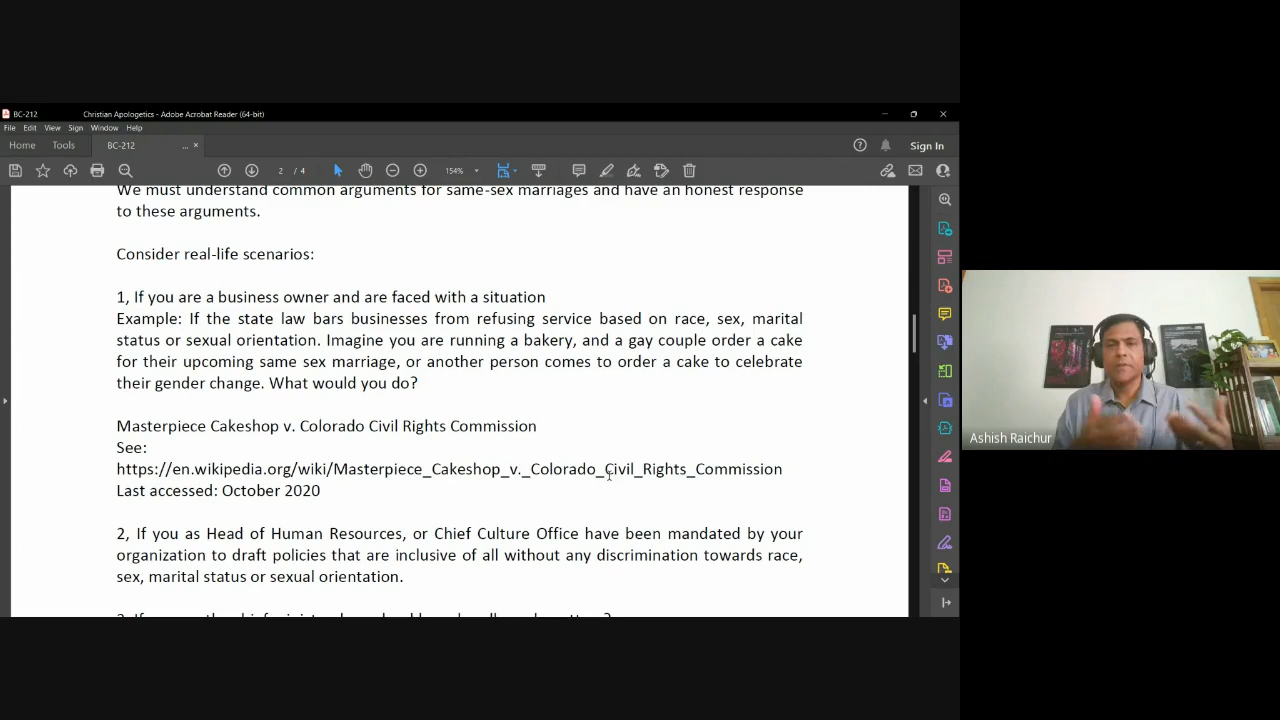 BC-212 Christian Apologetics - Adobe Acrobat Reader (64-bit)
File Edit View Sign Window Help
Home Tools BC-212 ... × Sign In
2 / 4 154%
We must understand common arguments for same-sex marriages and have an honest response
to these arguments.
Consider real-life scenarios:
1, If you are a business owner and are faced with a situation
Example: If the state law bars businesses from refusing service based on race, sex, marital
status or sexual orientation. Imagine you are running a bakery, and a gay couple order a cake
for their upcoming same sex marriage, or another person comes to order a cake to celebrate
their gender change. What would you do?
Masterpiece Cakeshop v. Colorado Civil Rights Commission
See:
https://en.wikipedia.org/wiki/Masterpiece_Cakeshop_v._Colorado_Civil_Rights_Commission
Last accessed: October 2020
2, If you as Head of Human Resources, or Chief Culture Office have been mandated by your
organization to draft policies that are inclusive of all without any discrimination towards race,
sex, marital status or sexual orientation.
Ashish Raichur